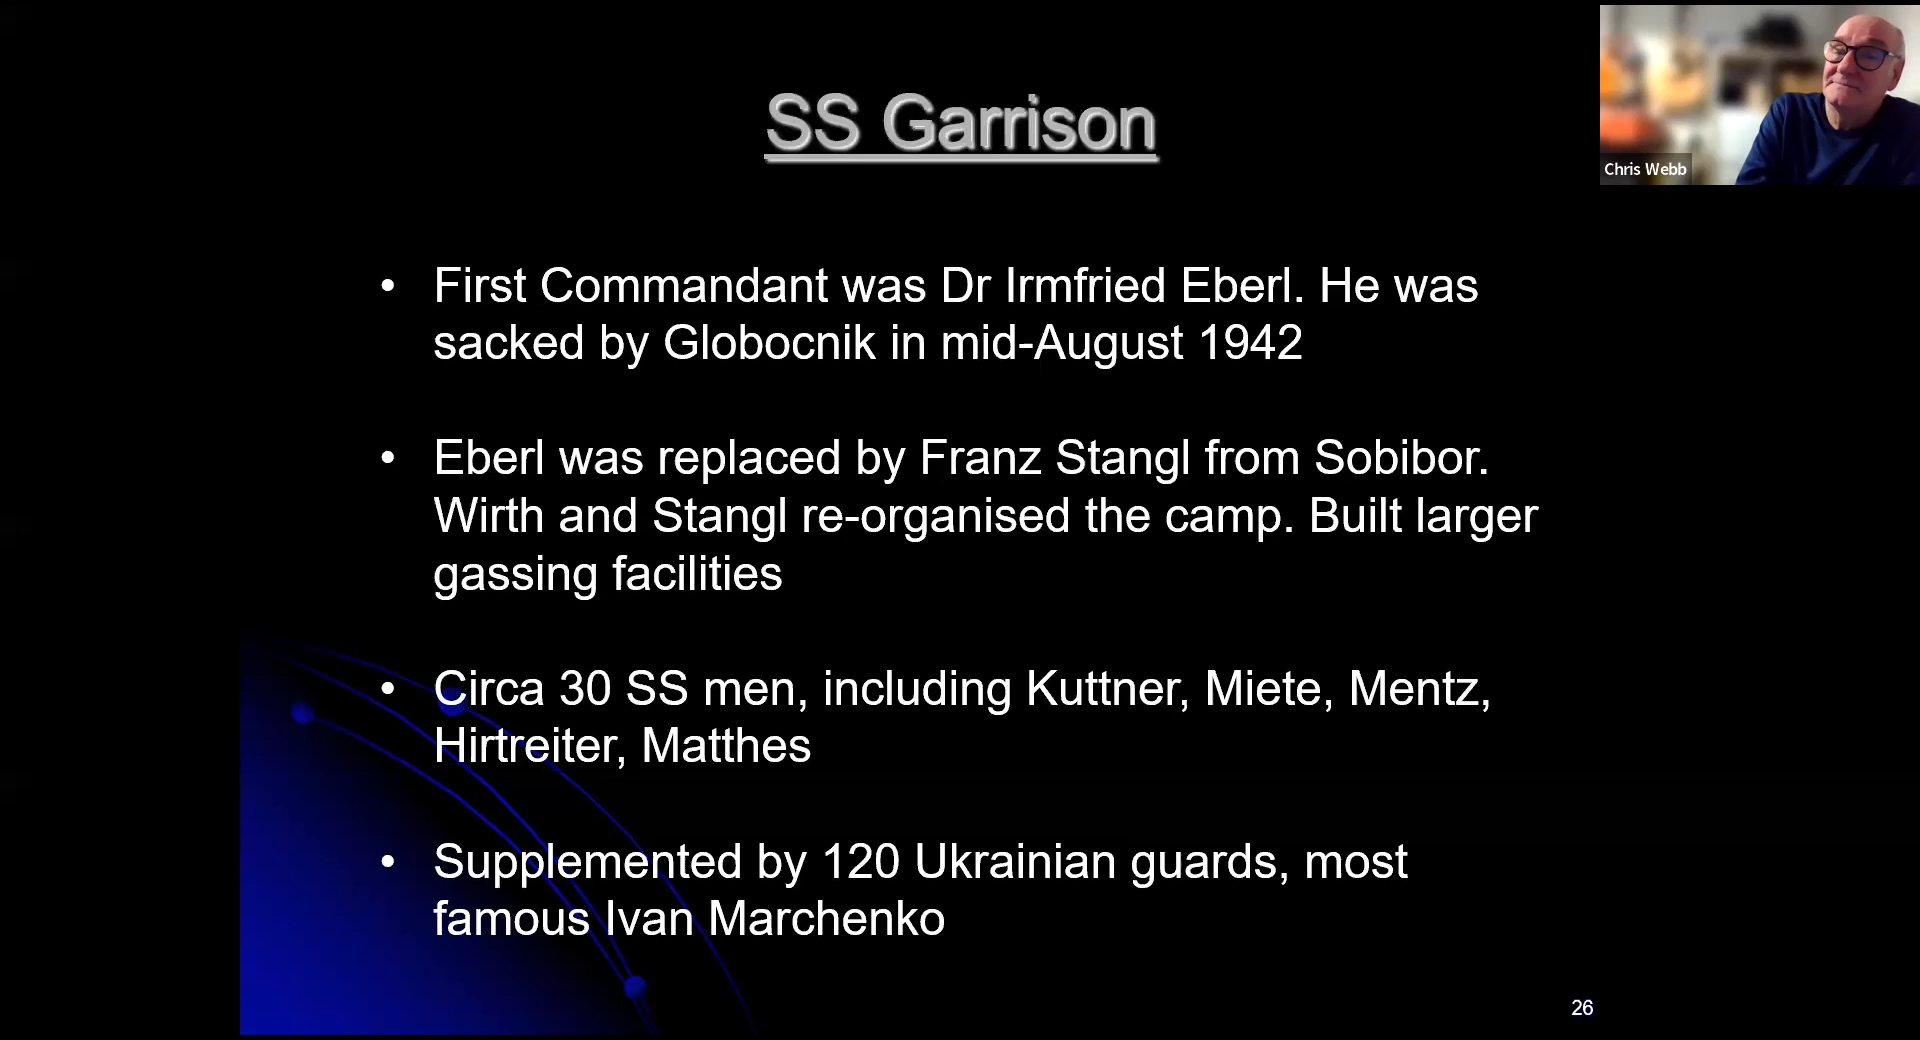 SS Garrison
Chris Webb
• First Commandant was Dr Irmfried Eberl. He was
sacked by Globocnik in mid-August 1942
• Eberl was replaced by Franz Stangl from Sobibor.
Wirth and Stangl re-organised the camp. Built larger
gassing facilities
• Circa 30 SS men, including Kuttner, Miete, Mentz,
Hirtreiter, Matthes
• Supplemented by 120 Ukrainian guards, most
famous Ivan Marchenko
26